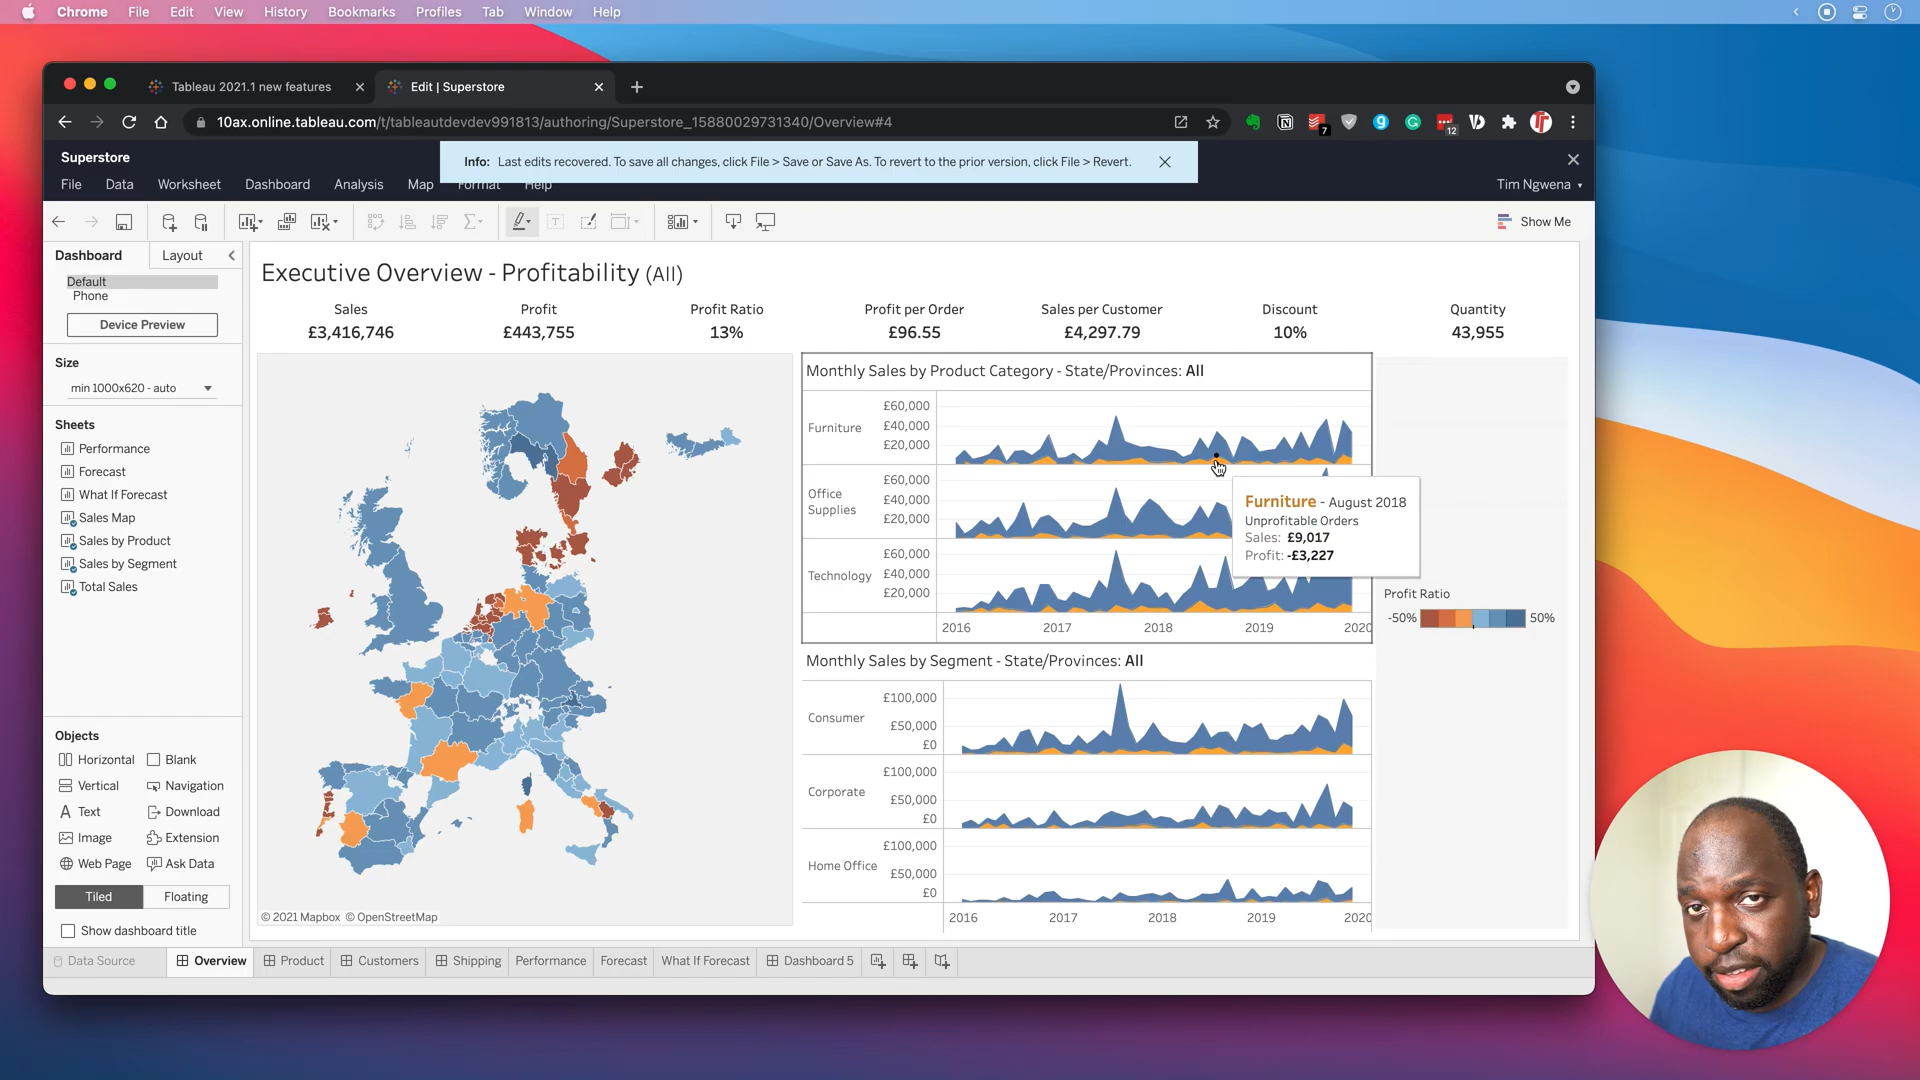 Chrome File Edit View History Bookmarks Profiles Tab Window Help
Tableau 2021.1 new features
Edit | Superstore
10ax.online.tableau.com/t/tableautdevdev991813/authoring/Superstore_15880029731340/Overview#4
7
12
Superstore
Info: Last edits recovered. To save all changes, click File > Save or Save As. To revert to the prior version, click File > Revert.
File Data Worksheet Dashboard Analysis Map Format Help
Tim Ngwena
Show Me
Dashboard Layout
Default
Phone
Device Preview
Size
min 1000x620 - auto
Sheets
Performance
Forecast
What If Forecast
Sales Map
Sales by Product
Sales by Segment
Total Sales
Objects
Horizontal Blank
Vertical Navigation
Text Download
Image Extension
Web Page Ask Data
Tiled Floating
Show dashboard title
Executive Overview - Profitability (All)
Sales Profit Profit Ratio Profit per Order Sales per Customer Discount Quantity
£3,416,746 £443,755 13% £96.55 £4,297.79 10% 43,955
© 2021 Mapbox © OpenStreetMap
Monthly Sales by Product Category - State/Provinces: All
Furniture
£60,000
£40,000
£20,000
Office Supplies
£60,000
£40,000
£20,000
Technology
£60,000
£40,000
£20,000
2016 2017 2018 2019 2020
Furniture - August 2018
Unprofitable Orders
Sales: £9,017
Profit: -£3,227
Profit Ratio
-50% 50%
Monthly Sales by Segment - State/Provinces: All
Consumer
£100,000
£50,000
£0
Corporate
£100,000
£50,000
£0
Home Office
£100,000
£50,000
£0
2016 2017 2018 2019 2020
Data Source Overview Product Customers Shipping Performance Forecast What If Forecast Dashboard 5